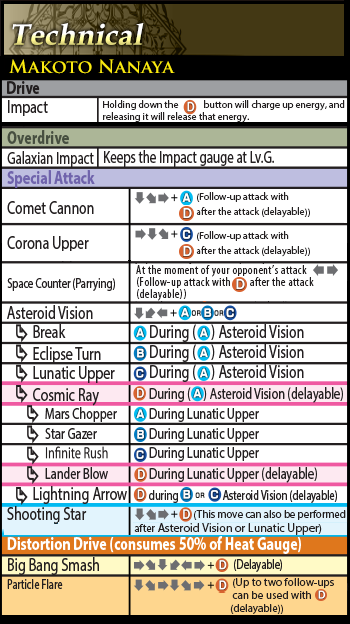 Technical
MAKOTO NANAYA
Drive
Impact
Holding down the D button will charge up energy, and
releasing it will release that energy.
Overdrive
Galaxian Impact Keeps the Impact gauge at Lv.G.
Special Attack
Comet Cannon
⬇⬊➡ + A (Follow-up attack with
D after the attack (delayable))
Corona Upper
➡⬇⬊ + C (Follow-up attack with
D after the attack (delayable))
Space Counter (Parrying)
At the moment of your opponent's attack ⬅➡
(Follow-up attack with D after the attack
(delayable))
Asteroid Vision ⬇⬋⬅ + A OR B OR C
Break A During (A) Asteroid Vision
Eclipse Turn B During (A) Asteroid Vision
Lunatic Upper C During (A) Asteroid Vision
Cosmic Ray D During (A) Asteroid Vision (delayable)
Mars Chopper A During Lunatic Upper
Star Gazer B During Lunatic Upper
Infinite Rush C During Lunatic Upper
Lander Blow D During Lunatic Upper (delayable)
Lightning Arrow D during B OR C Asteroid Vision (delayable)
Shooting Star ⬇⬊➡ + D (This move can also be performed
after Asteroid Vision or Lunatic Upper)
Distortion Drive (consumes 50% of Heat Gauge)
Big Bang Smash ➡⬊⬇⬋⬅➡ + D (Delayable)
Particle Flare ⬇⬊➡⬇⬊➡ + D (Up to two follow-ups
can be used with D
(delayable))